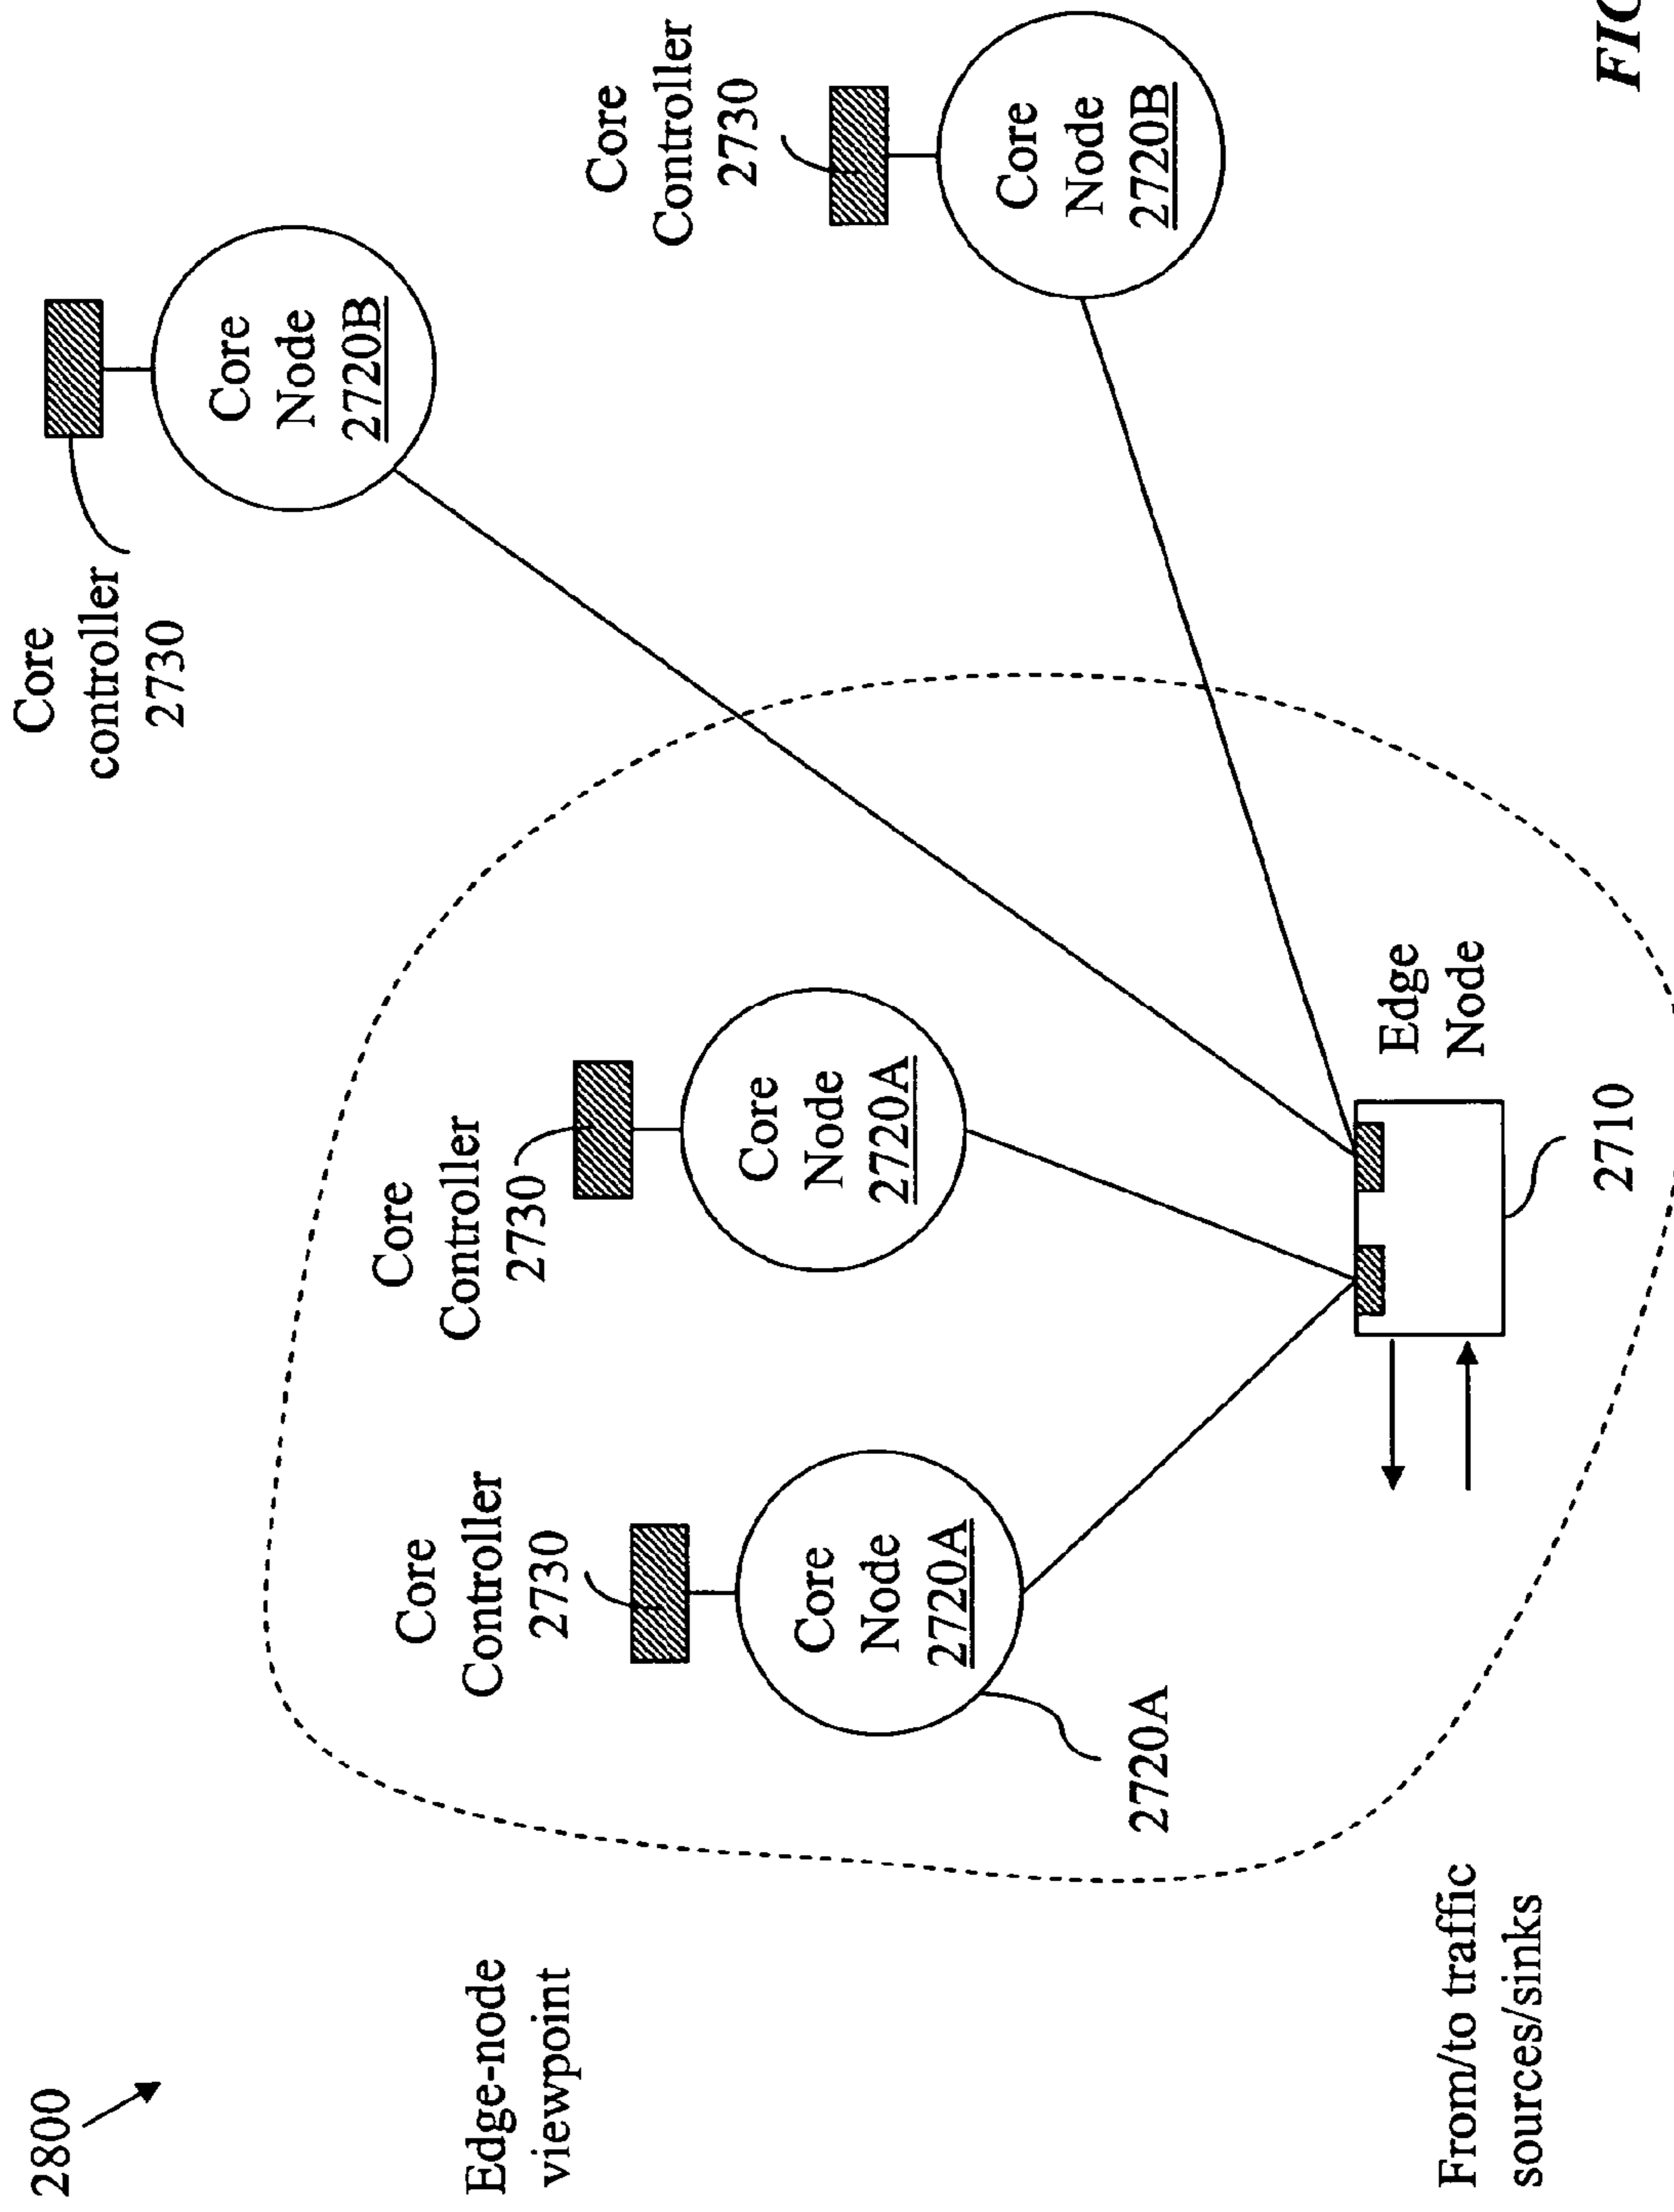 2800
Edge-node
viewpoint
From/to traffic
sources/sinks
Core
Controller
2730
Core
Node
2720A
2720A
Core
Controller
2730
Core
Node
2720A
Edge
Node
2710
Core
controller
2730
Core
Node
2720B
Core
Controller
2730
Core
Node
2720B